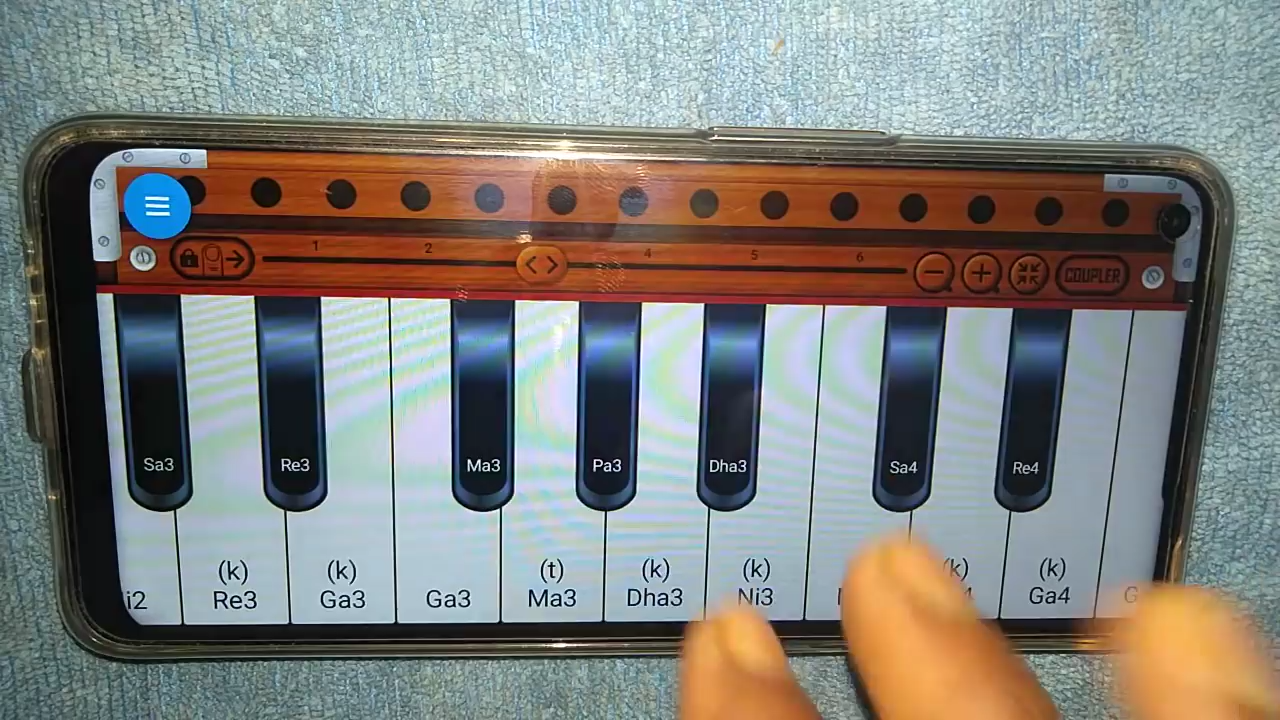 1 2 4 5 6 COUPLER
Sa3 Re3 Ma3 Pa3 Dha3 Sa4 Re4
(k) (k) (t) (k) (k) (k) (k)
Re3 Ga3 Ga3 Ma3 Dha3 Ni3 Ga4